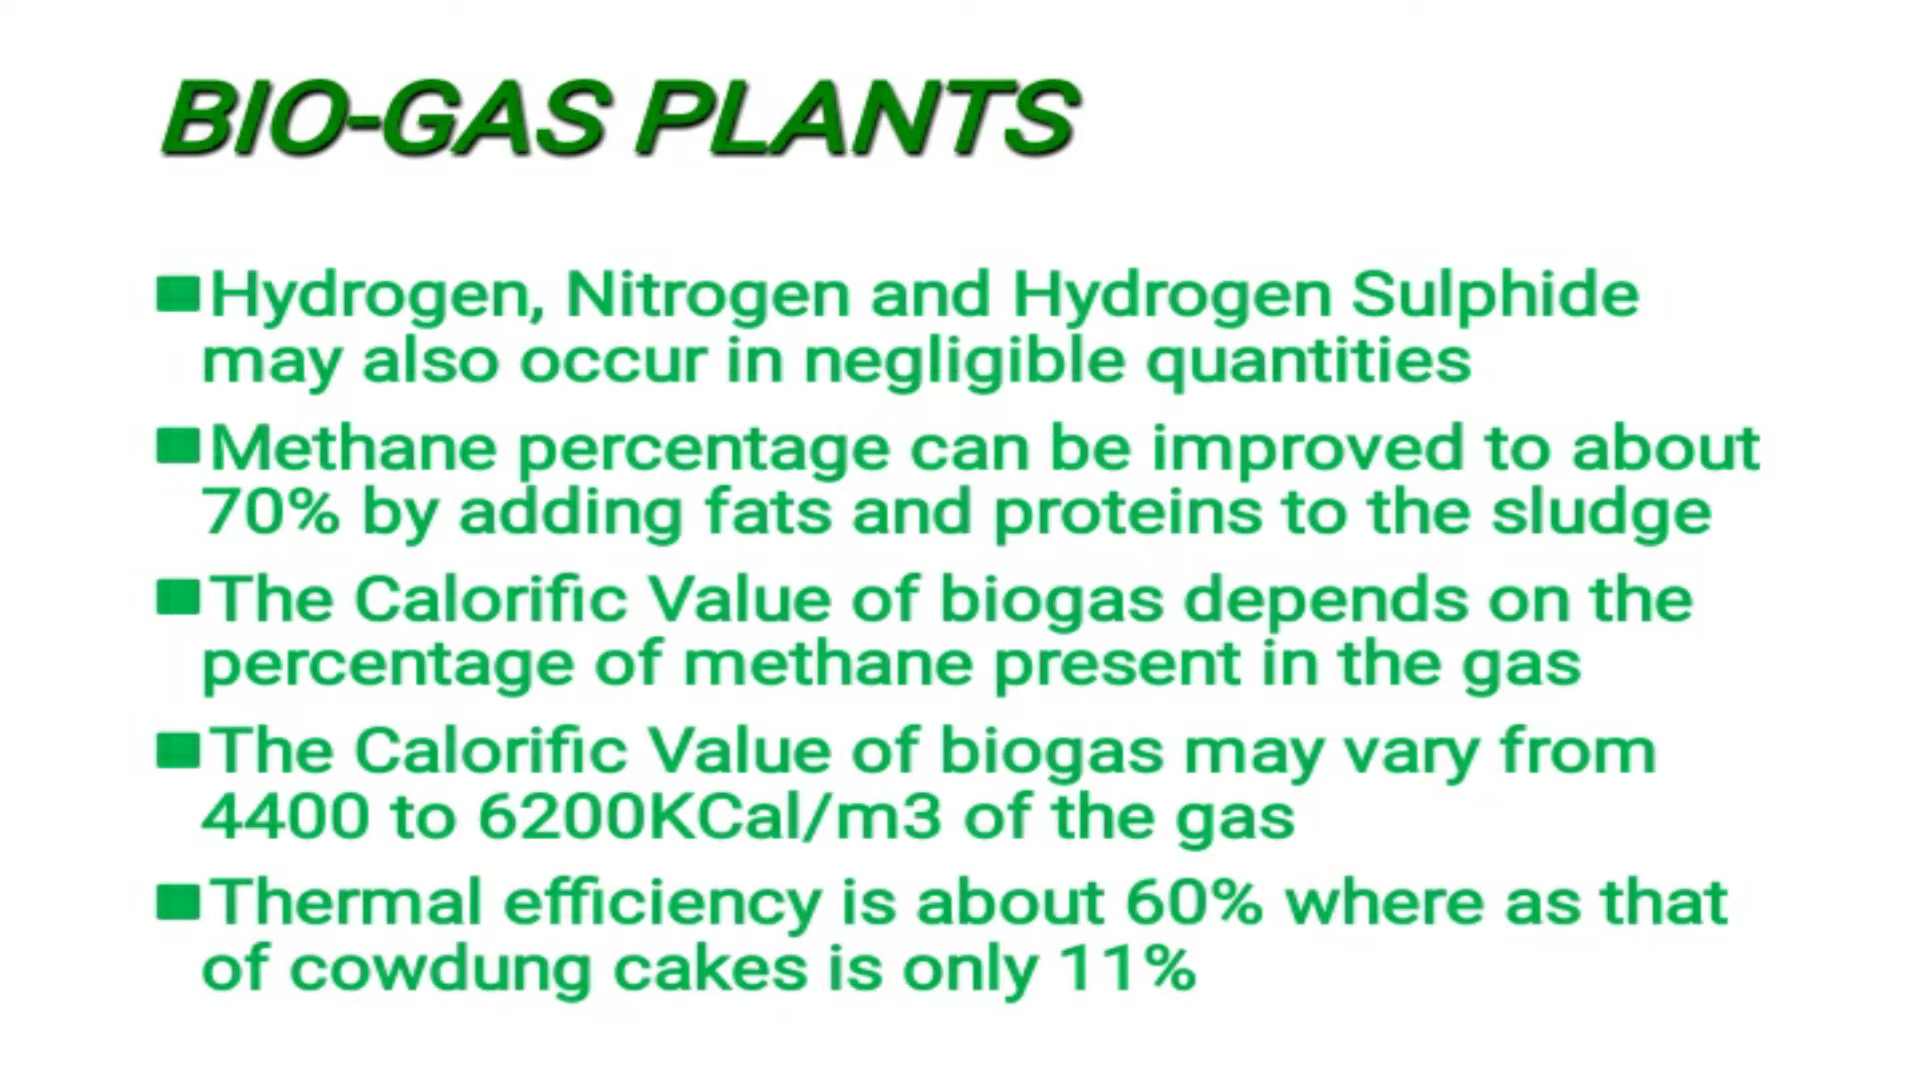 BIO-GAS PLANTS
Hydrogen, Nitrogen and Hydrogen Sulphide
may also occur in negligible quantities
Methane percentage can be improved to about
70% by adding fats and proteins to the sludge
The Calorific Value of biogas depends on the
percentage of methane present in the gas
The Calorific Value of biogas may vary from
4400 to 6200KCal/m3 of the gas
Thermal efficiency is about 60% where as that
of cowdung cakes is only 11%